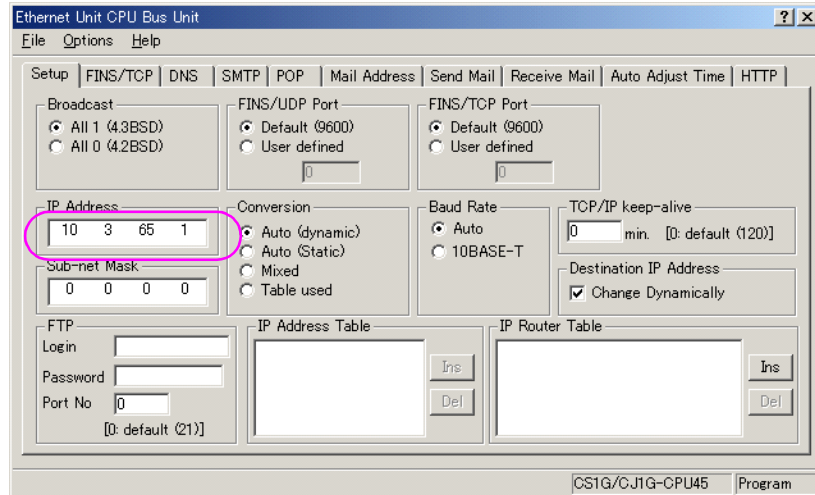 Ethernet Unit CPU Bus Unit
File Options Help
Setup FINS/TCP DNS SMTP POP Mail Address Send Mail Receive Mail Auto Adjust Time HTTP
Broadcast
All 1 (4.3BSD)
All 0 (4.2BSD)
FINS/UDP Port
Default (9600)
User defined
0
FINS/TCP Port
Default (9600)
User defined
0
IP Address
10 3 65 1
Sub-net Mask
0 0 0 0
Conversion
Auto (dynamic)
Auto (Static)
Mixed
Table used
Baud Rate
Auto
10BASE-T
TCP/IP keep-alive
0 min. [0: default (120)]
Destination IP Address
Change Dynamically
FTP
Login
Password
Port No 0
[0: default (21)]
IP Address Table
Ins
Del
IP Router Table
Ins
Del
CS1G/CJ1G-CPU45 Program